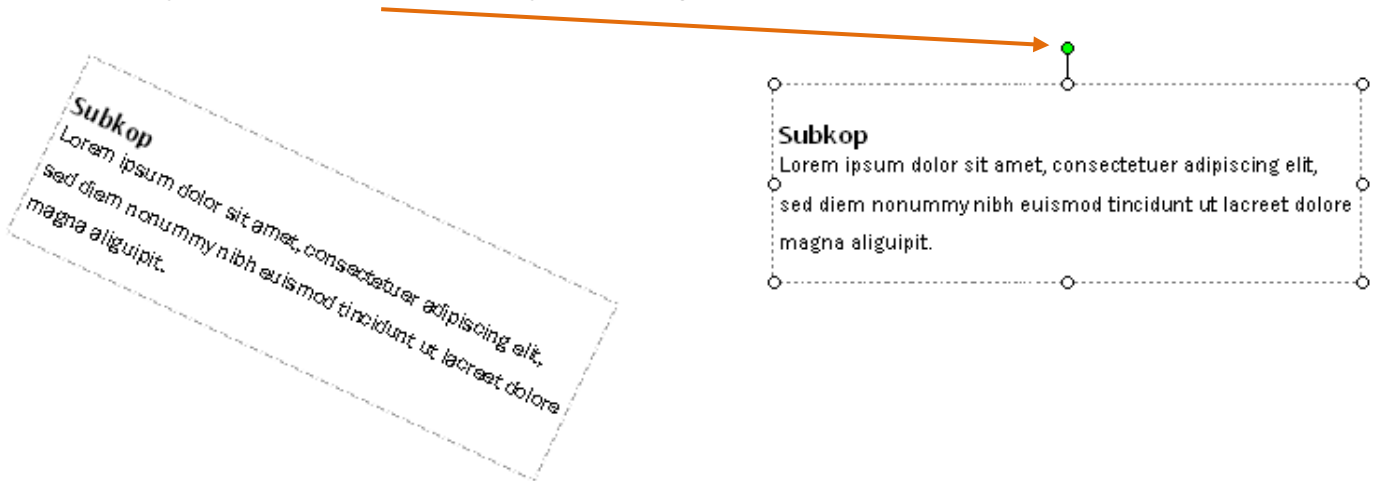 Subkop
Lorem ipsum dolor sit amet, consectetuer adipiscing elit,
sed diem nonummy nibh euismod tincidunt ut lacreet dolore
magna aliguipit.
Subkop
Lorem ipsum dolor sit amet, consectetuer adipiscing elit,
sed diem nonummy nibh euismod tincidunt ut lacreet dolore
magna aliguipit.